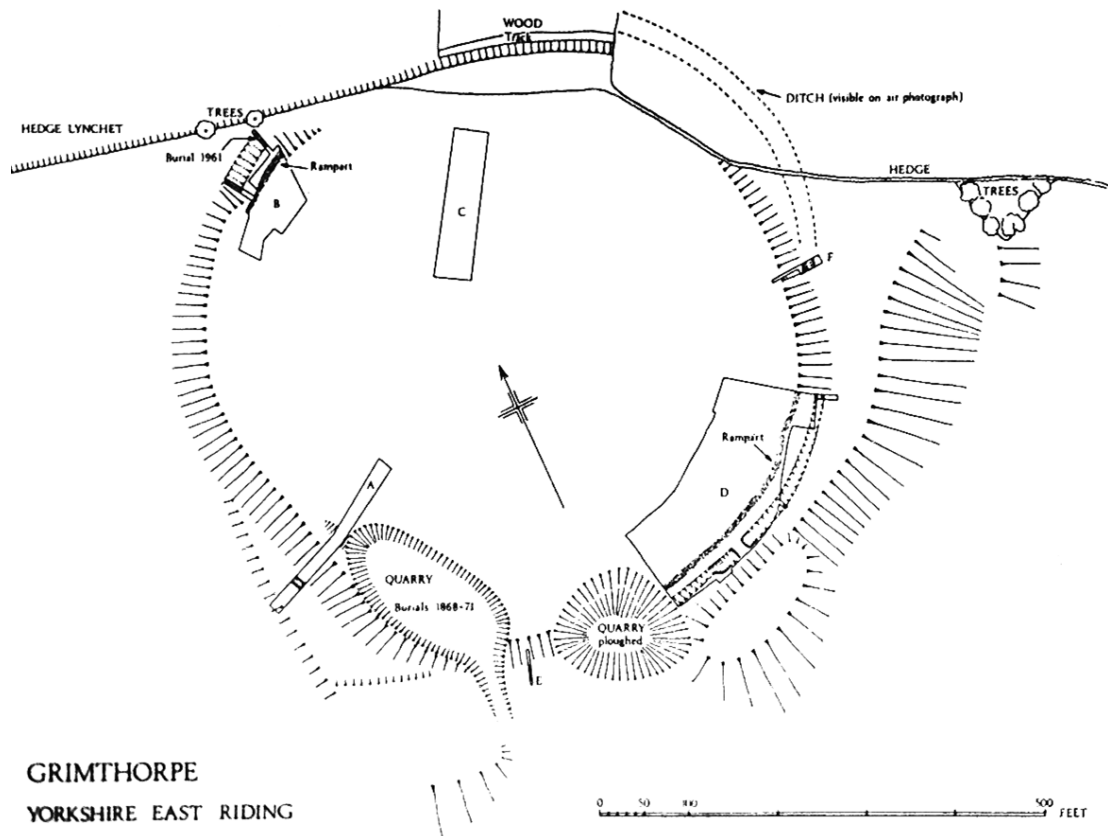 WOOD
Track
DITCH (visible on air photograph)
TREES
HEDGE LYNCHET
Burial 1961
Rampart
HEDGE
TREES
B
C
F
Rampart
A
D
QUARRY
Burials 1868-71
QUARRY
ploughed
E
GRIMTHORPE
YORKSHIRE EAST RIDING
0 50 100 500 FEET